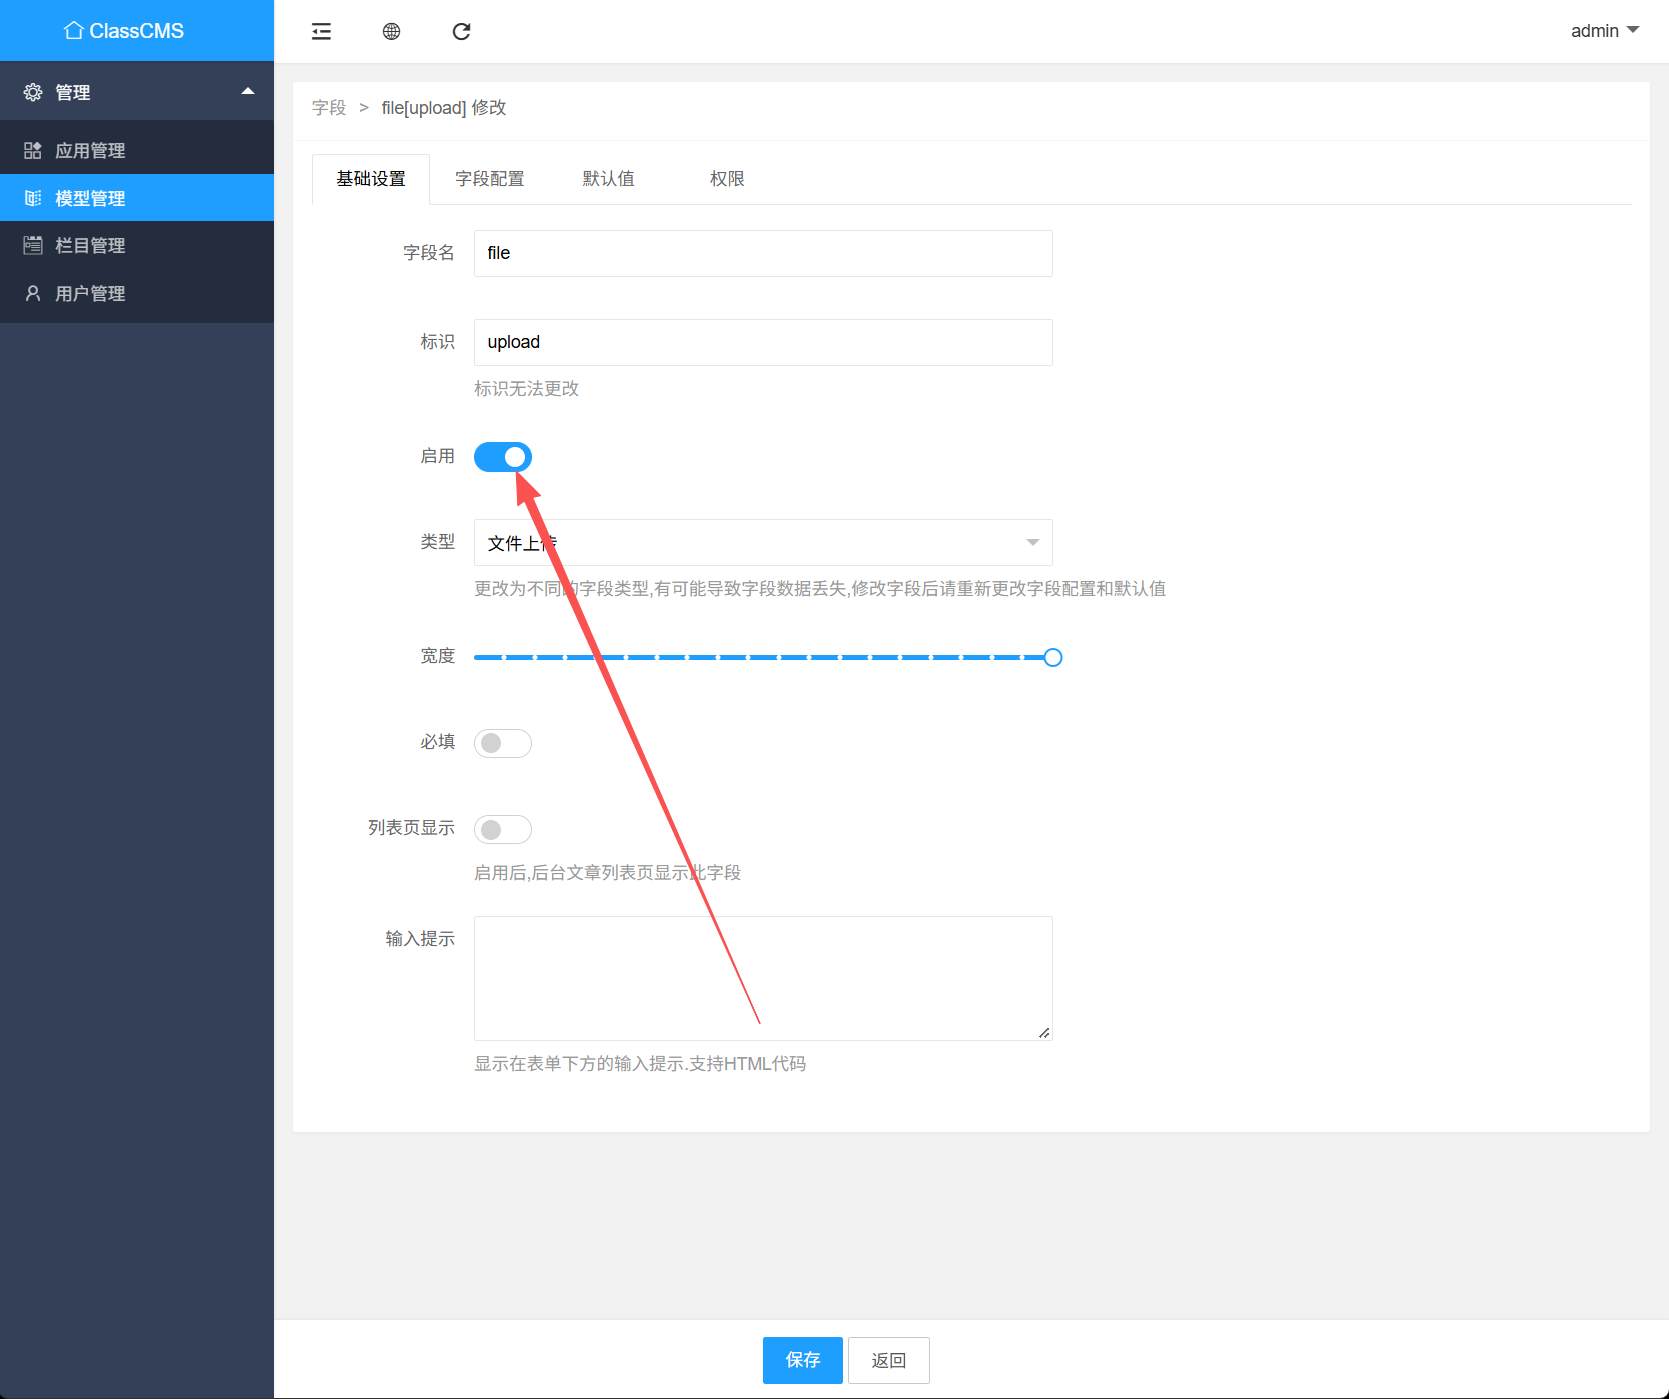 ClassCMS
admin
管理
应用管理
模型管理
栏目管理
用户管理
字段 > file[upload] 修改
基础设置 字段配置 默认值 权限
字段名 file
标识 upload
标识无法更改
启用
类型 文件上传
更改为不同的字段类型,有可能导致字段数据丢失,修改字段后请重新更改字段配置和默认值
宽度
必填
列表页显示
启用后,后台文章列表页显示此字段
输入提示
显示在表单下方的输入提示.支持HTML代码
保存 返回